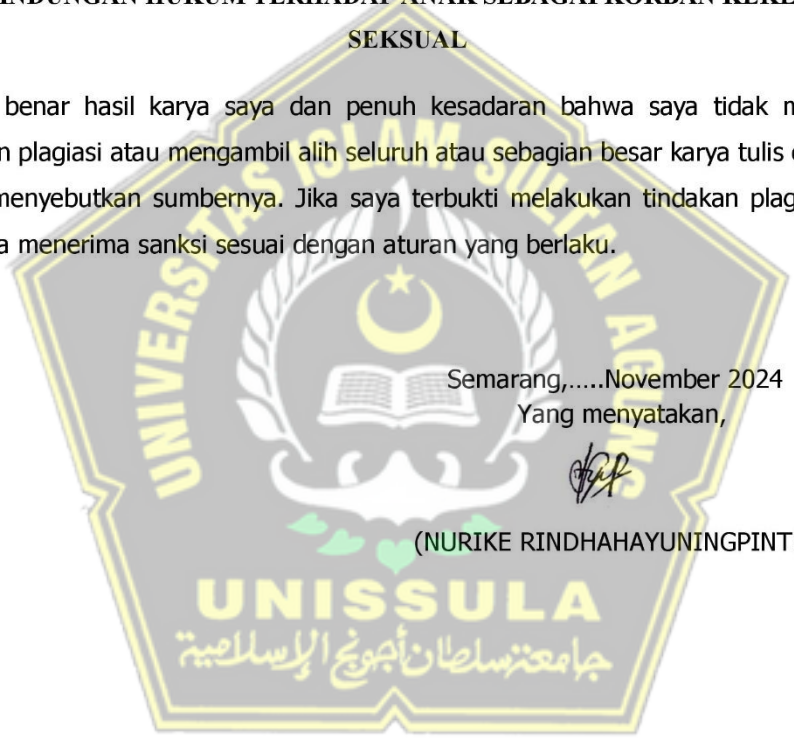 SEKSUAL
benar hasil karya saya dan penuh kesadaran bahwa saya tidak m
n plagiasi atau mengambil alih seluruh atau sebagian besar karya tulis
menyebutkan sumbernya. Jika saya terbukti melakukan tindakan plag
a menerima sanksi sesuai dengan aturan yang berlaku.
UNIVERSITAS ISLAM SULTAN AGUNG
Semarang,.....November 2024
Yang menyatakan,
(NURIKE RINDHAHAYUNINGPINT
UNISSULA
جامعة سلطان أجونج الإسلامية